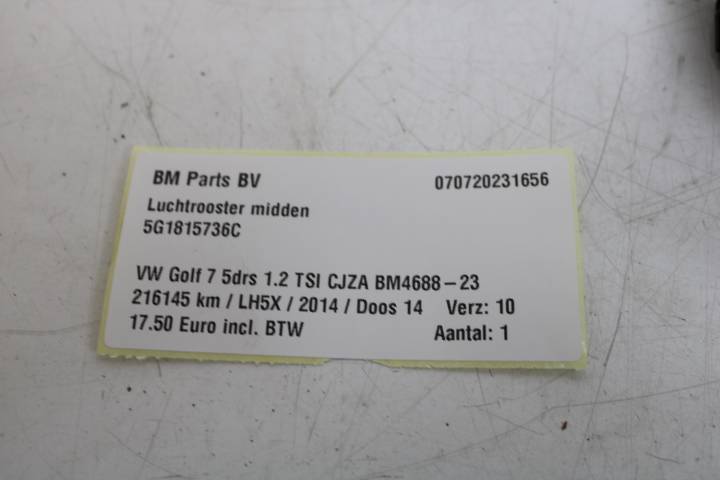 BM Parts BV 070720231656
Luchtrooster midden
5G1815736C
VW Golf 7 5drs 1.2 TSI CJZA BM4688-23
216145 km / LH5X / 2014 / Doos 14 Verz: 10
17.50 Euro incl. BTW Aantal: 1